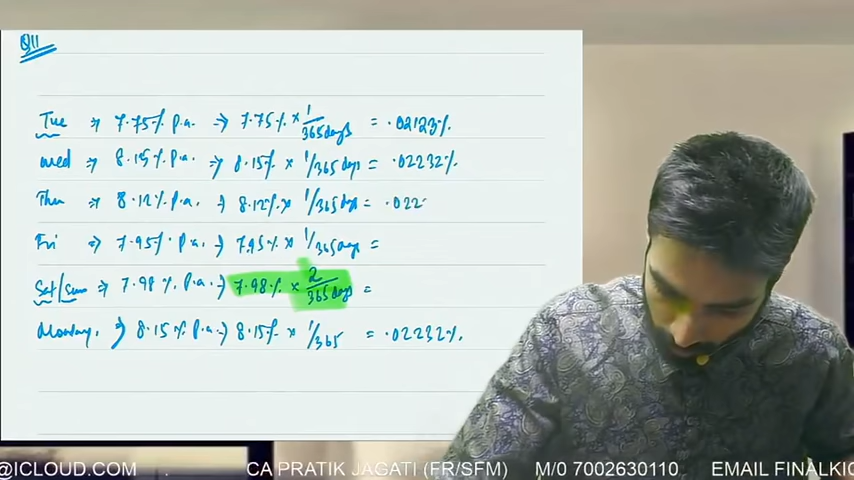 Q11
Tue ⇒ 7.75% p.a. → 7.75% × 1/365 days = .02123%.
Wed ⇒ 8.15% p.a. → 8.15% × 1/365 days = .02232%.
Thu ⇒ 8.12% p.a. → 8.12% × 1/365 days = .022
Fri ⇒ 7.95% p.a. → 7.95% × 1/365 days =
Sat/Sun ⇒ 7.98% p.a. → 7.98% × 2/365 days =
Monday. ⇒ 8.15% p.a. → 8.15% × 1/365 = .02232%.
@ICLOUD.COM CA PRATIK JAGATI (FR/SFM) M/0 7002630110 EMAIL FINALKIC